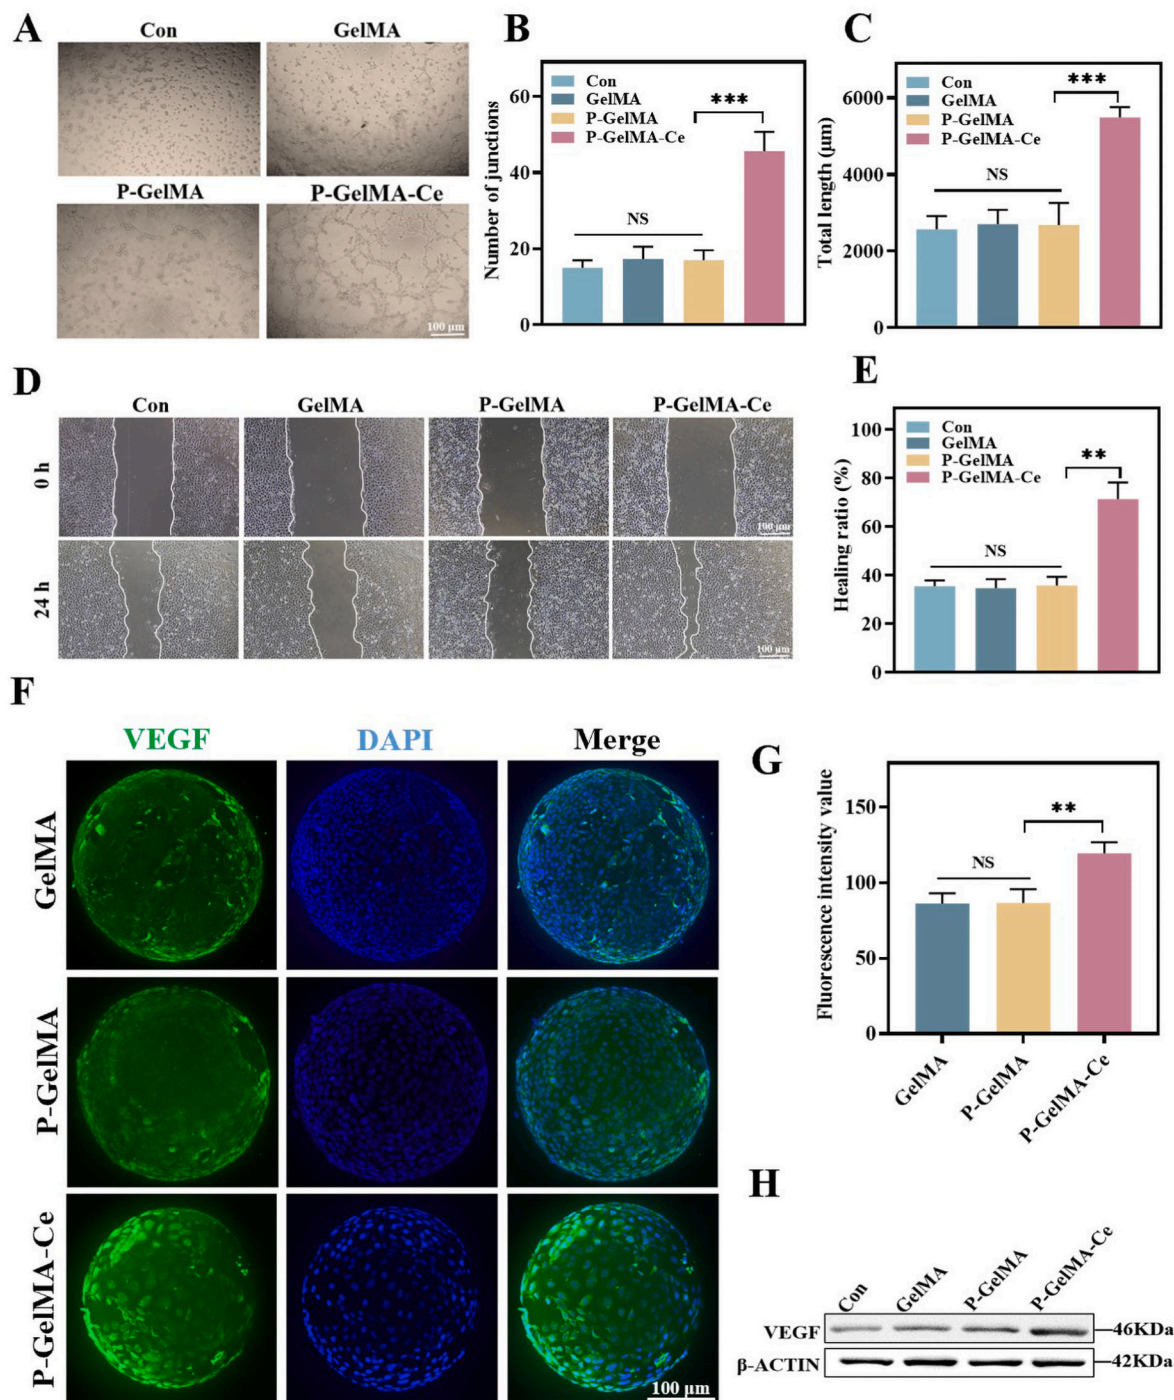 A
Con
GelMA
P-GelMA
P-GelMA-Ce
100 μm
B
Number of junctions
60
40
20
0
Con
GelMA
P-GelMA
P-GelMA-Ce
***
NS
C
Total length (μm)
6000
4000
2000
0
Con
GelMA
P-GelMA
P-GelMA-Ce
***
NS
D
Con
GelMA
P-GelMA
P-GelMA-Ce
0 h
100 μm
24 h
100 μm
E
Healing ratio (%)
100
80
60
40
20
0
Con
GelMA
P-GelMA
P-GelMA-Ce
**
NS
F
VEGF
DAPI
Merge
GelMA
P-GelMA
P-GelMA-Ce
100 μm
G
Fluorescence intensity value
150
100
50
0
NS
**
GelMA
P-GelMA
P-GelMA-Ce
H
Con
GelMA
P-GelMA
P-GelMA-Ce
VEGF
46KDa
β-ACTIN
42KDa